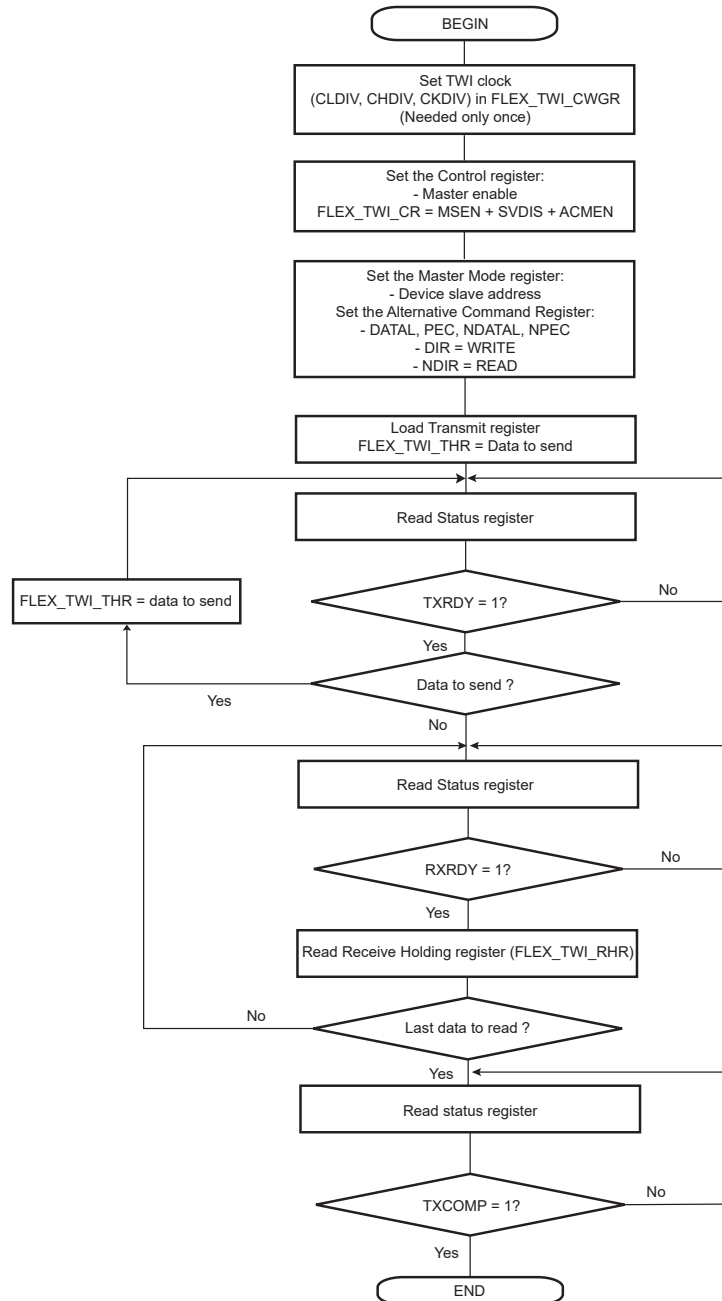 BEGIN
Set TWI clock
(CLDIV, CHDIV, CKDIV) in FLEX_TWI_CWGR
(Needed only once)
Set the Control register:
- Master enable
FLEX_TWI_CR = MSEN + SVDIS + ACMEN
Set the Master Mode register:
- Device slave address
Set the Alternative Command Register:
- DATAL, PEC, NDATAL, NPEC
- DIR = WRITE
- NDIR = READ
Load Transmit register
FLEX_TWI_THR = Data to send
Read Status register
No
FLEX_TWI_THR = data to send
TXRDY = 1?
Yes
Data to send ?
Yes
No
Read Status register
No
RXRDY = 1?
Yes
Read Receive Holding register (FLEX_TWI_RHR)
No
Last data to read ?
Yes
Read status register
No
TXCOMP = 1?
Yes
END